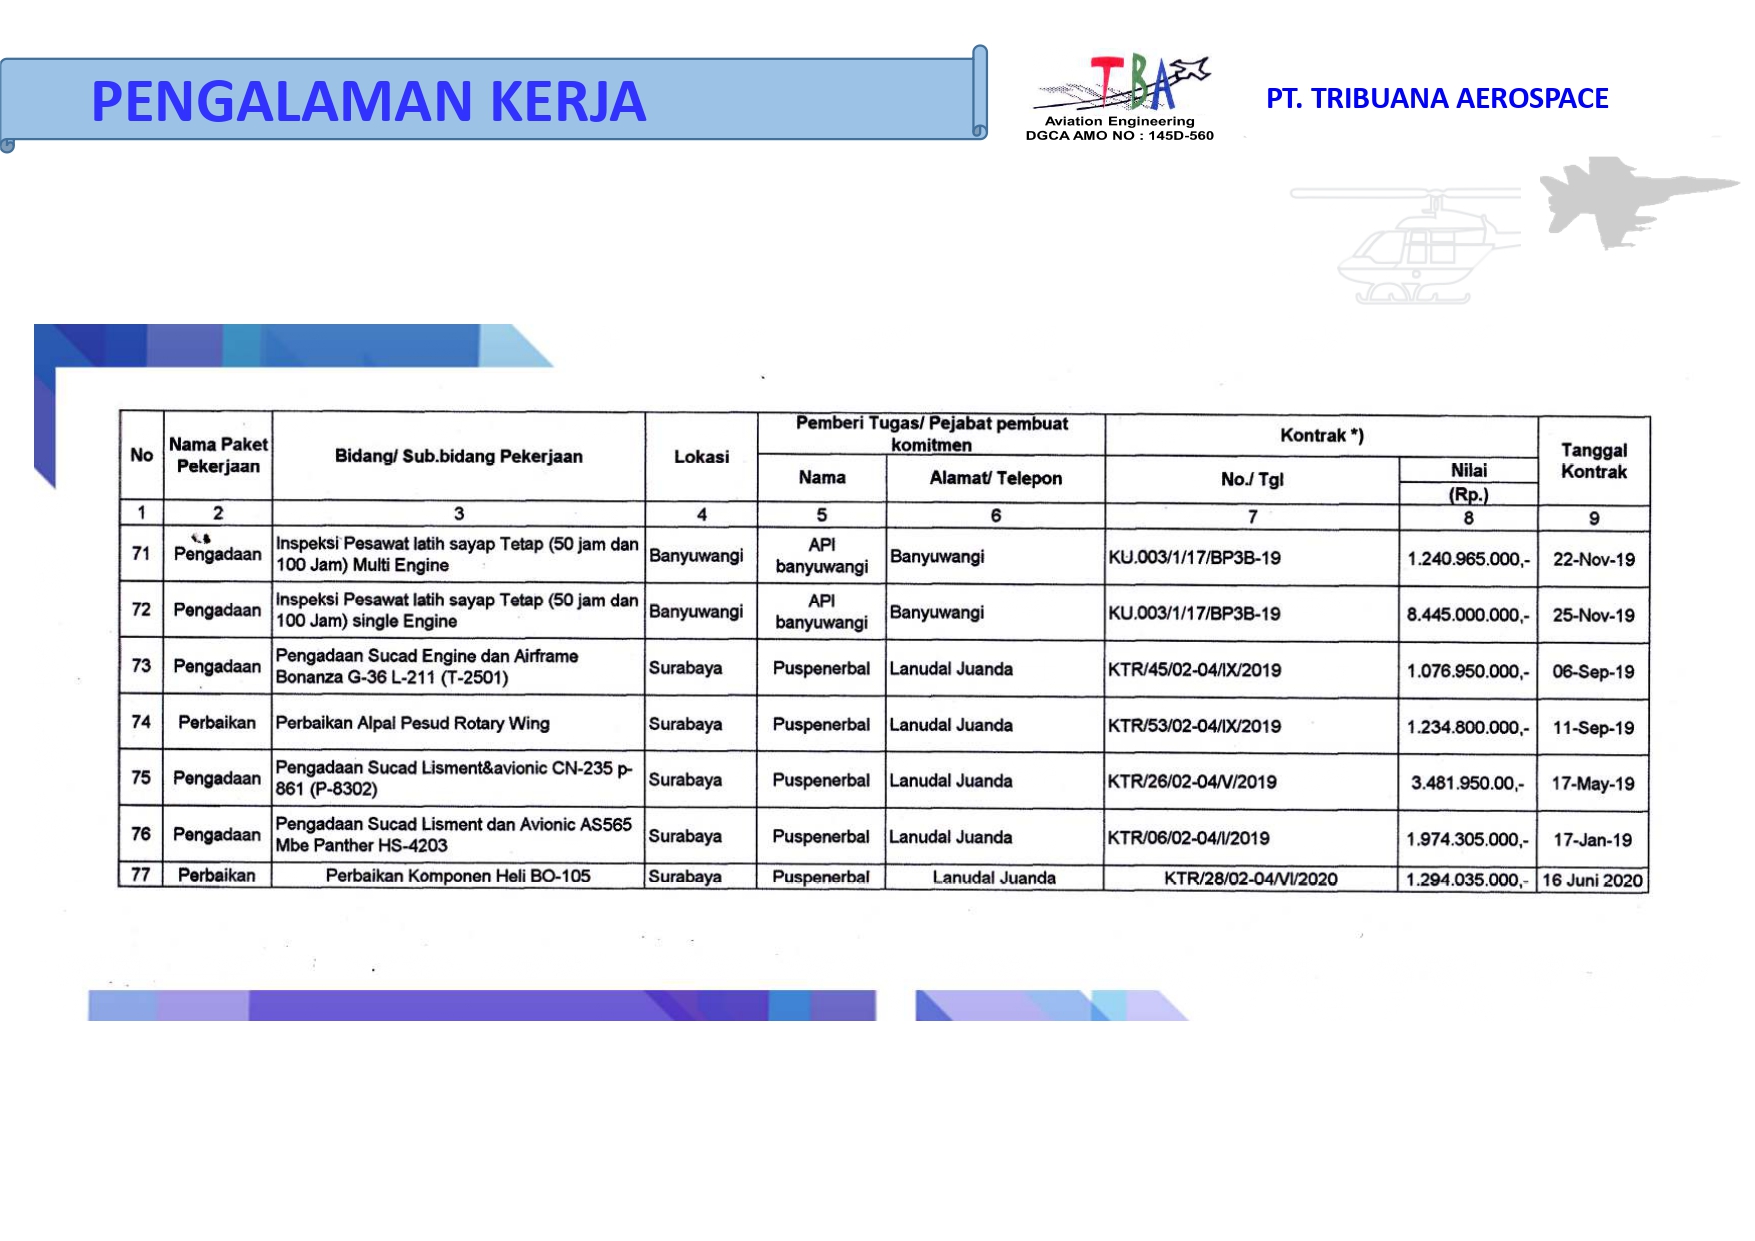 PENGALAMAN KERJA
TBA
Aviation Engineering
DGCA AMO NO : 145D-560
PT. TRIBUANA AEROSPACE
No
Nama Paket
Pekerjaan
Bidang/ Sub.bidang Pekerjaan
Lokasi
Pemberi Tugas/ Pejabat pembuat
komitmen
Nama
Alamat/ Telepon
Kontrak *)
No./ Tgl
Nilai
(Rp.)
Tanggal
Kontrak
1 2 3 4 5 6 7 8 9
71 Pengadaan Inspeksi Pesawat latih sayap Tetap (50 jam dan
100 Jam) Multi Engine Banyuwangi API
banyuwangi Banyuwangi KU.003/1/17/BP3B-19 1.240.965.000,- 22-Nov-19
72 Pengadaan Inspeksi Pesawat latih sayap Tetap (50 jam dan
100 Jam) single Engine Banyuwangi API
banyuwangi Banyuwangi KU.003/1/17/BP3B-19 8.445.000.000,- 25-Nov-19
73 Pengadaan Pengadaan Sucad Engine dan Airframe
Bonanza G-36 L-211 (T-2501) Surabaya Puspenerbal Lanudal Juanda KTR/45/02-04/IX/2019 1.076.950.000,- 06-Sep-19
74 Perbaikan Perbaikan Alpal Pesud Rotary Wing Surabaya Puspenerbal Lanudal Juanda KTR/53/02-04/IX/2019 1.234.800.000,- 11-Sep-19
75 Pengadaan Pengadaan Sucad Lisment&avionic CN-235 p-
861 (P-8302) Surabaya Puspenerbal Lanudal Juanda KTR/26/02-04/V/2019 3.481.950.00,- 17-May-19
76 Pengadaan Pengadaan Sucad Lisment dan Avionic AS565
Mbe Panther HS-4203 Surabaya Puspenerbal Lanudal Juanda KTR/06/02-04/I/2019 1.974.305.000,- 17-Jan-19
77 Perbaikan Perbaikan Komponen Heli BO-105 Surabaya Puspenerbal Lanudal Juanda KTR/28/02-04/VI/2020 1.294.035.000,- 16 Juni 2020